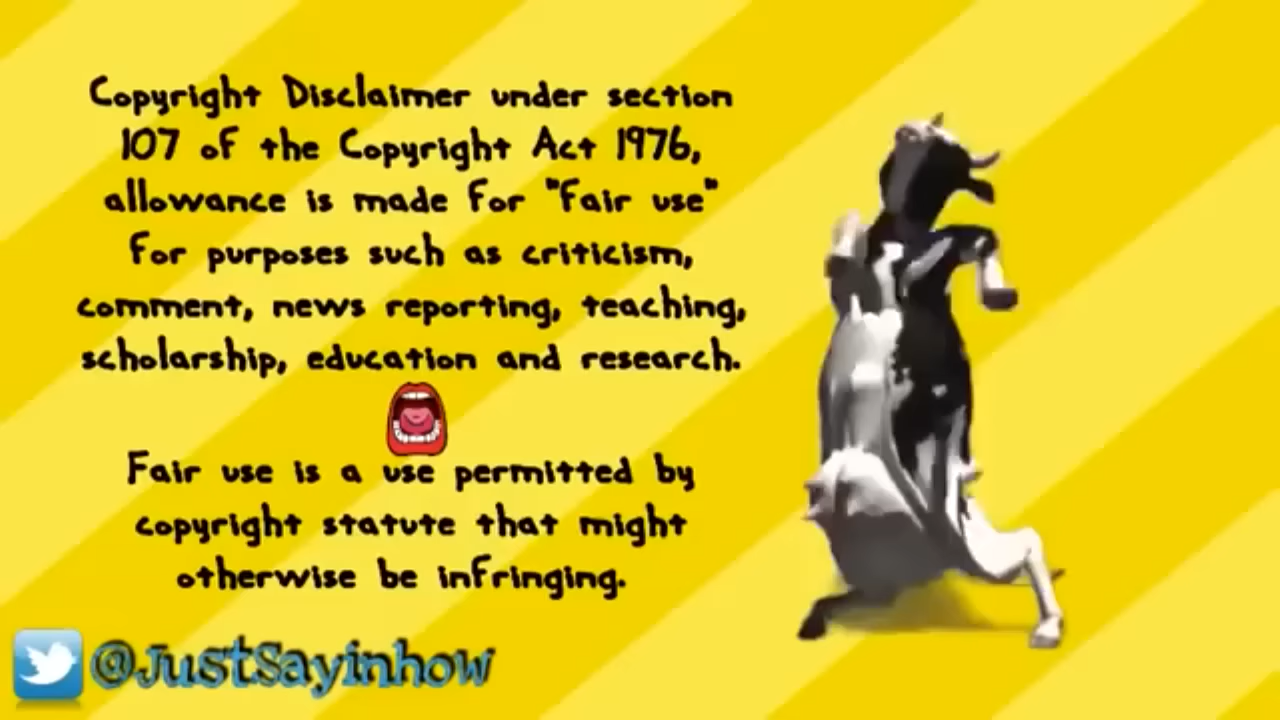 Copyright Disclaimer under section
107 of the Copyright Act 1976,
allowance is made for "fair use"
for purposes such as criticism,
comment, news reporting, teaching,
scholarship, education and research.
Fair use is a use permitted by
copyright statute that might
otherwise be infringing.
@JustSayinhow